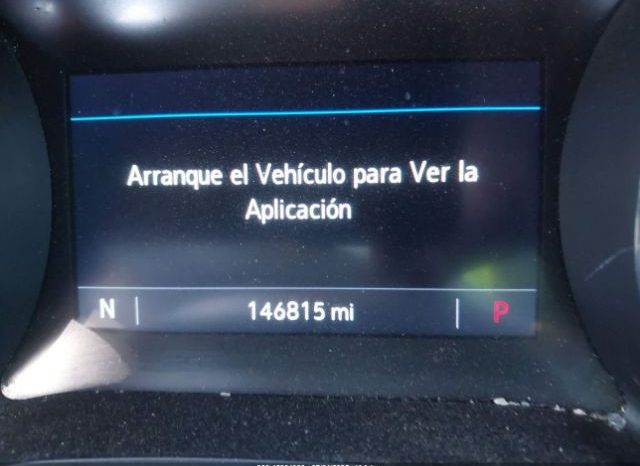 Arranque el Vehículo para Ver la
Aplicación
N 146815 mi P